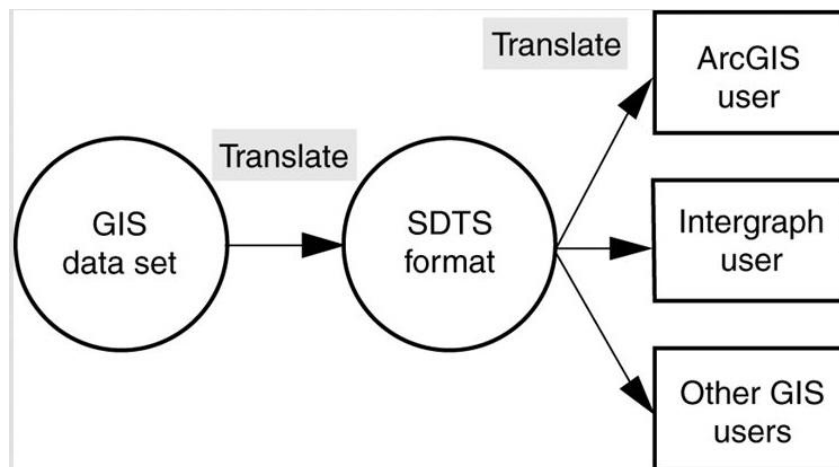 GIS
data set
Translate
SDTS
format
Translate
ArcGIS
user
Intergraph
user
Other GIS
users